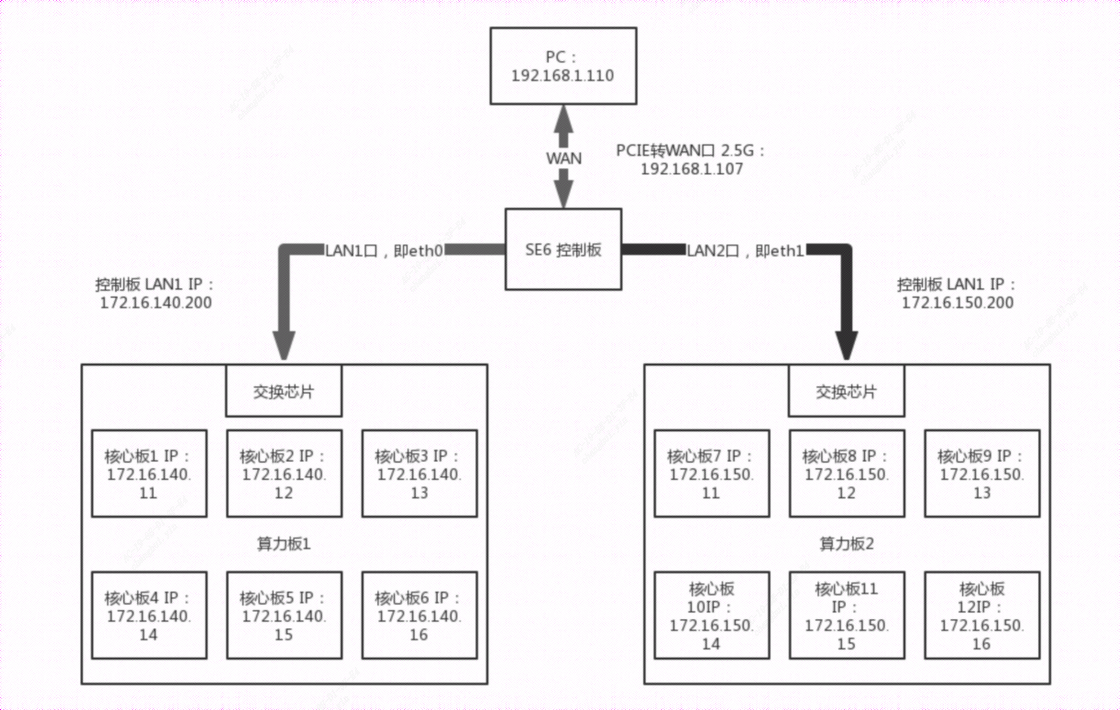 PC：
192.168.1.110
WAN
PCIE转WAN口 2.5G：
192.168.1.107
SE6 控制板
LAN1口，即eth0
LAN2口，即eth1
控制板 LAN1 IP：
172.16.140.200
控制板 LAN1 IP：
172.16.150.200
交换芯片
核心板1 IP：
172.16.140.
11
核心板2 IP：
172.16.140.
12
核心板3 IP：
172.16.140.
13
算力板1
核心板4 IP：
172.16.140.
14
核心板5 IP：
172.16.140.
15
核心板6 IP：
172.16.140.
16
交换芯片
核心板7 IP：
172.16.150.
11
核心板8 IP：
172.16.150.
12
核心板9 IP：
172.16.150.
13
算力板2
核心板
10IP：
172.16.150.
14
核心板11
IP：
172.16.150.
15
核心板
12IP：
172.16.150.
16